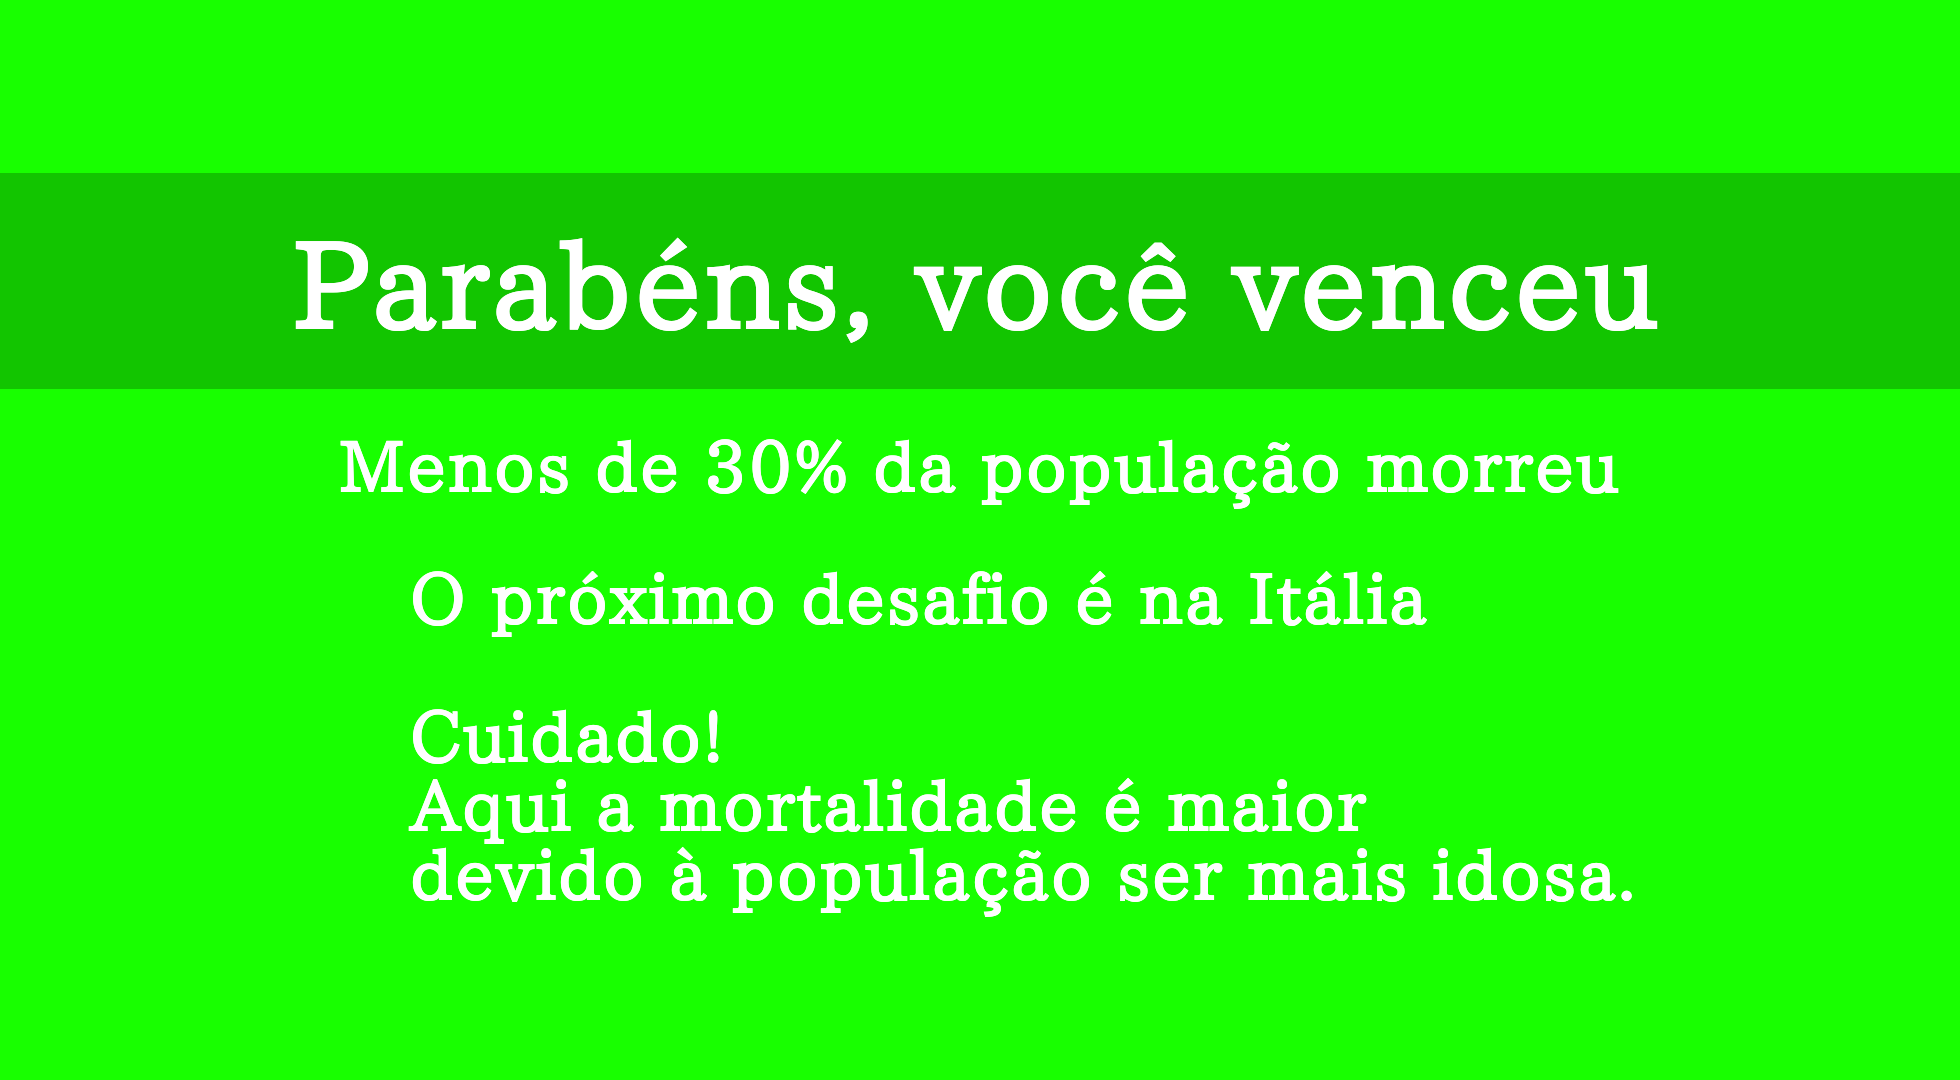 Parabéns, você venceu
Menos de 30% da população morreu
O próximo desafio é na Itália
Cuidado!
Aqui a mortalidade é maior
devido à população ser mais idosa.